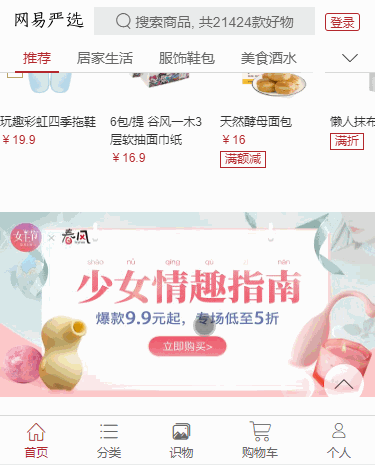 网易严选
搜索商品, 共21424款好物
登录
推荐
居家生活
服饰鞋包
美食酒水
玩趣彩虹四季拖鞋
¥19.9
6包/提 谷风一木3
层软抽面巾纸
¥16.9
天然酵母面包
¥16
满额减
懒人抹布
满折
女王节
×
春风
shào nǚ qíng qù zhǐ nán
少女情趣指南
爆款9.9元起，专场低至5折
立即购买>
首页
分类
识物
购物车
个人